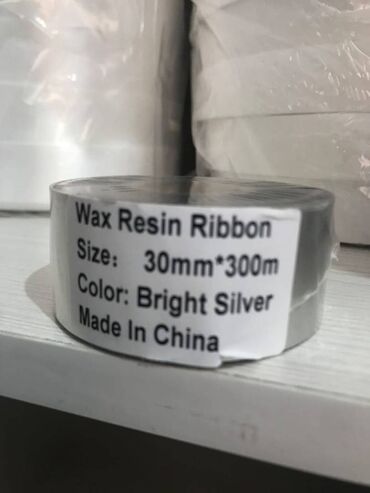 Wax Resin Ribbon
Size: 30mm*300m
Color: Bright Silver
Made In China